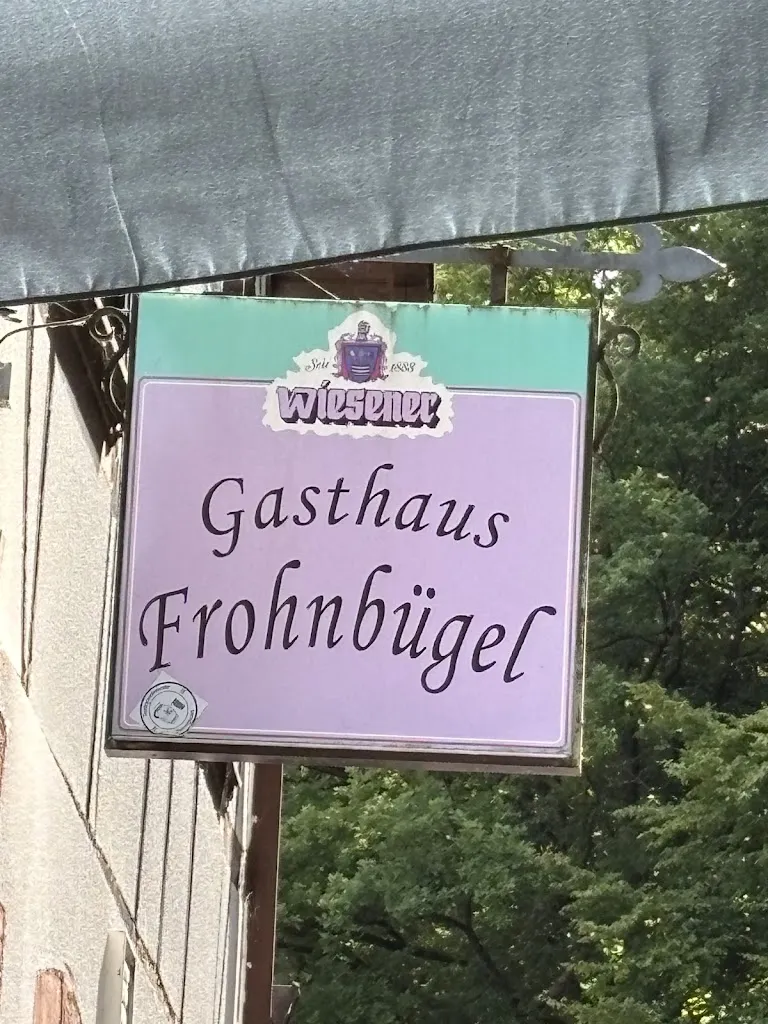 Seit 1888
Wiesener
Gasthaus
Frohnbügel